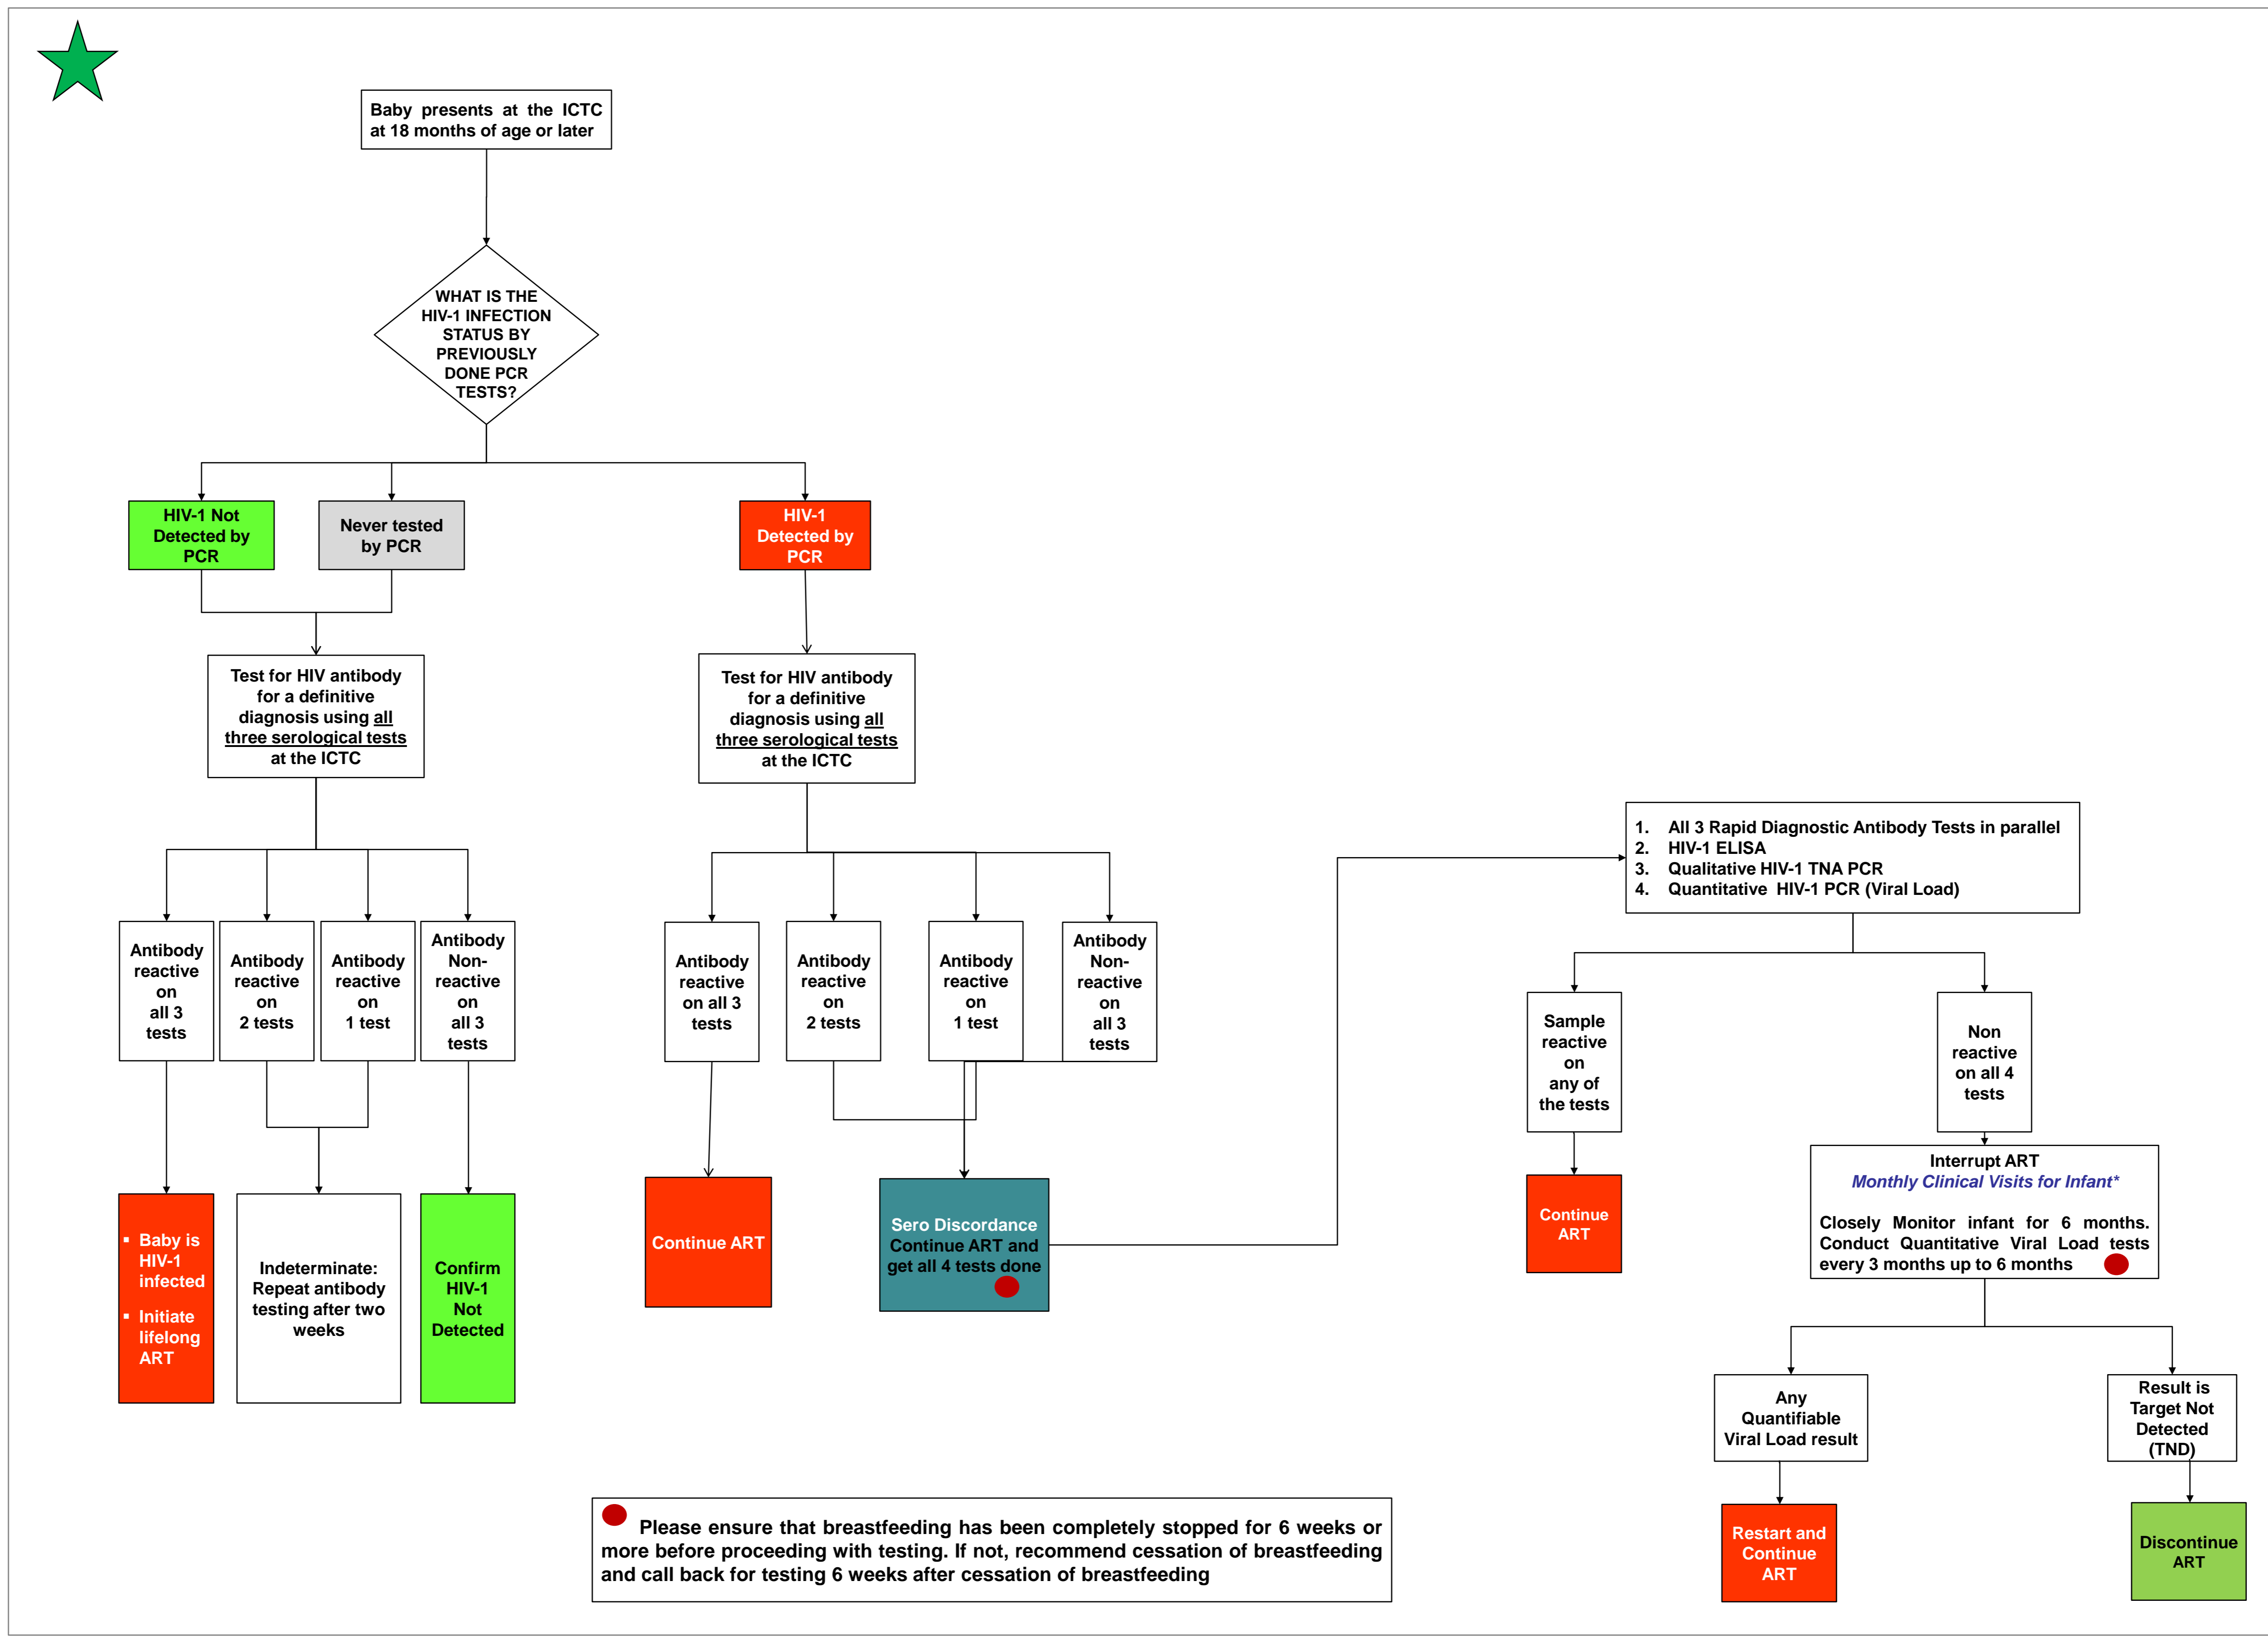 Baby presents at the ICTC
at 18 months of age or later
WHAT IS THE
HIV-1 INFECTION
STATUS BY
PREVIOUSLY
DONE PCR
TESTS?
HIV-1 Not
Detected by
PCR
Never tested
by PCR
HIV-1
Detected by
PCR
Test for HIV antibody
for a definitive
diagnosis using all
three serological tests
at the ICTC
Test for HIV antibody
for a definitive
diagnosis using all
three serological tests
at the ICTC
Antibody
reactive
on
all 3
tests
Antibody
reactive
on
2 tests
Antibody
reactive
on
1 test
Antibody
Non-
reactive
on
all 3
tests
Antibody
reactive
on all 3
tests
Antibody
reactive
on
2 tests
Antibody
reactive
on
1 test
Antibody
Non-
reactive
on
all 3
tests
▪ Baby is
HIV-1
infected
▪ Initiate
lifelong
ART
Indeterminate:
Repeat antibody
testing after two
weeks
Confirm
HIV-1
Not
Detected
Continue ART
Sero Discordance
Continue ART and
get all 4 tests done
1. All 3 Rapid Diagnostic Antibody Tests in parallel
2. HIV-1 ELISA
3. Qualitative HIV-1 TNA PCR
4. Quantitative HIV-1 PCR (Viral Load)
Sample
reactive
on
any of
the tests
Non
reactive
on all 4
tests
Continue
ART
Interrupt ART
Monthly Clinical Visits for Infant*
Closely Monitor infant for 6 months.
Conduct Quantitative Viral Load tests
every 3 months up to 6 months
Any
Quantifiable
Viral Load result
Result is
Target Not
Detected
(TND)
Restart and
Continue
ART
Discontinue
ART
Please ensure that breastfeeding has been completely stopped for 6 weeks or
more before proceeding with testing. If not, recommend cessation of breastfeeding
and call back for testing 6 weeks after cessation of breastfeeding